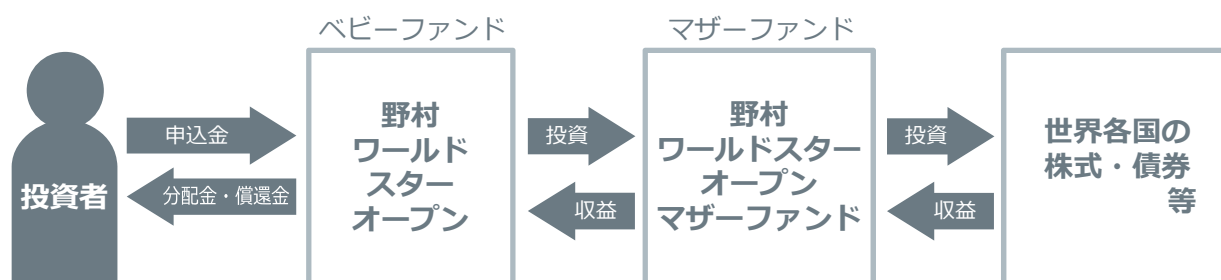 ベビーファンド
マザーファンド
投資者
申込金
分配金・償還金
野村
ワールド
スター
オープン
投資
収益
野村
ワールドスター
オープン
マザーファンド
投資
収益
世界各国の
株式・債券
等